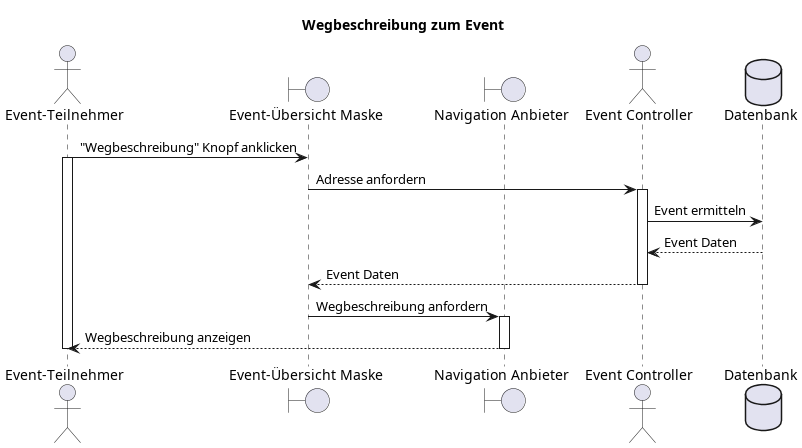 Wegbeschreibung zum Event
Event-Teilnehmer
Event-Übersicht Maske
Navigation Anbieter
Event Controller
Datenbank
"Wegbeschreibung" Knopf anklicken
Adresse anfordern
Event ermitteln
Event Daten
Event Daten
Wegbeschreibung anfordern
Wegbeschreibung anzeigen
Event-Teilnehmer
Event-Übersicht Maske
Navigation Anbieter
Event Controller
Datenbank